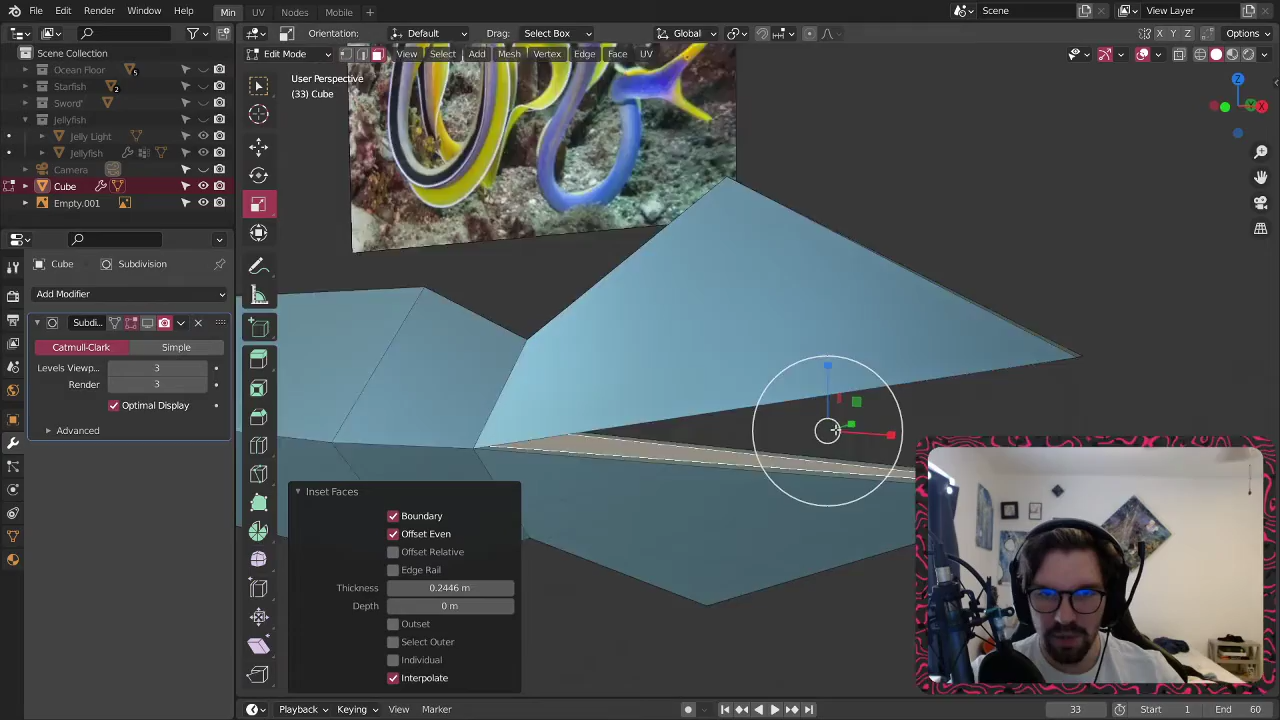 File Edit Render Window Help Min UV Nodes Mobile + Scene View Layer
Orientation: Default Drag: Select Box Global X Y Z Options
Edit Mode View Select Add Mesh Vertex Edge Face UV
Scene Collection
Ocean Floor 5
Starfish 2
Sword'
Jellyfish
Jelly Light
Jellyfish
Camera
Cube
Empty.001
User Perspective
(33) Cube
Z
X
Cube Subdivision
Add Modifier
Subdi...
Catmull-Clark Simple
Levels Viewp... 3
Render 3
Optimal Display
Advanced
Inset Faces
Boundary
Offset Even
Offset Relative
Edge Rail
Thickness 0.2446 m
Depth 0 m
Outset
Select Outer
Individual
Interpolate
Playback Keying View Marker 33 Start 1 End 60